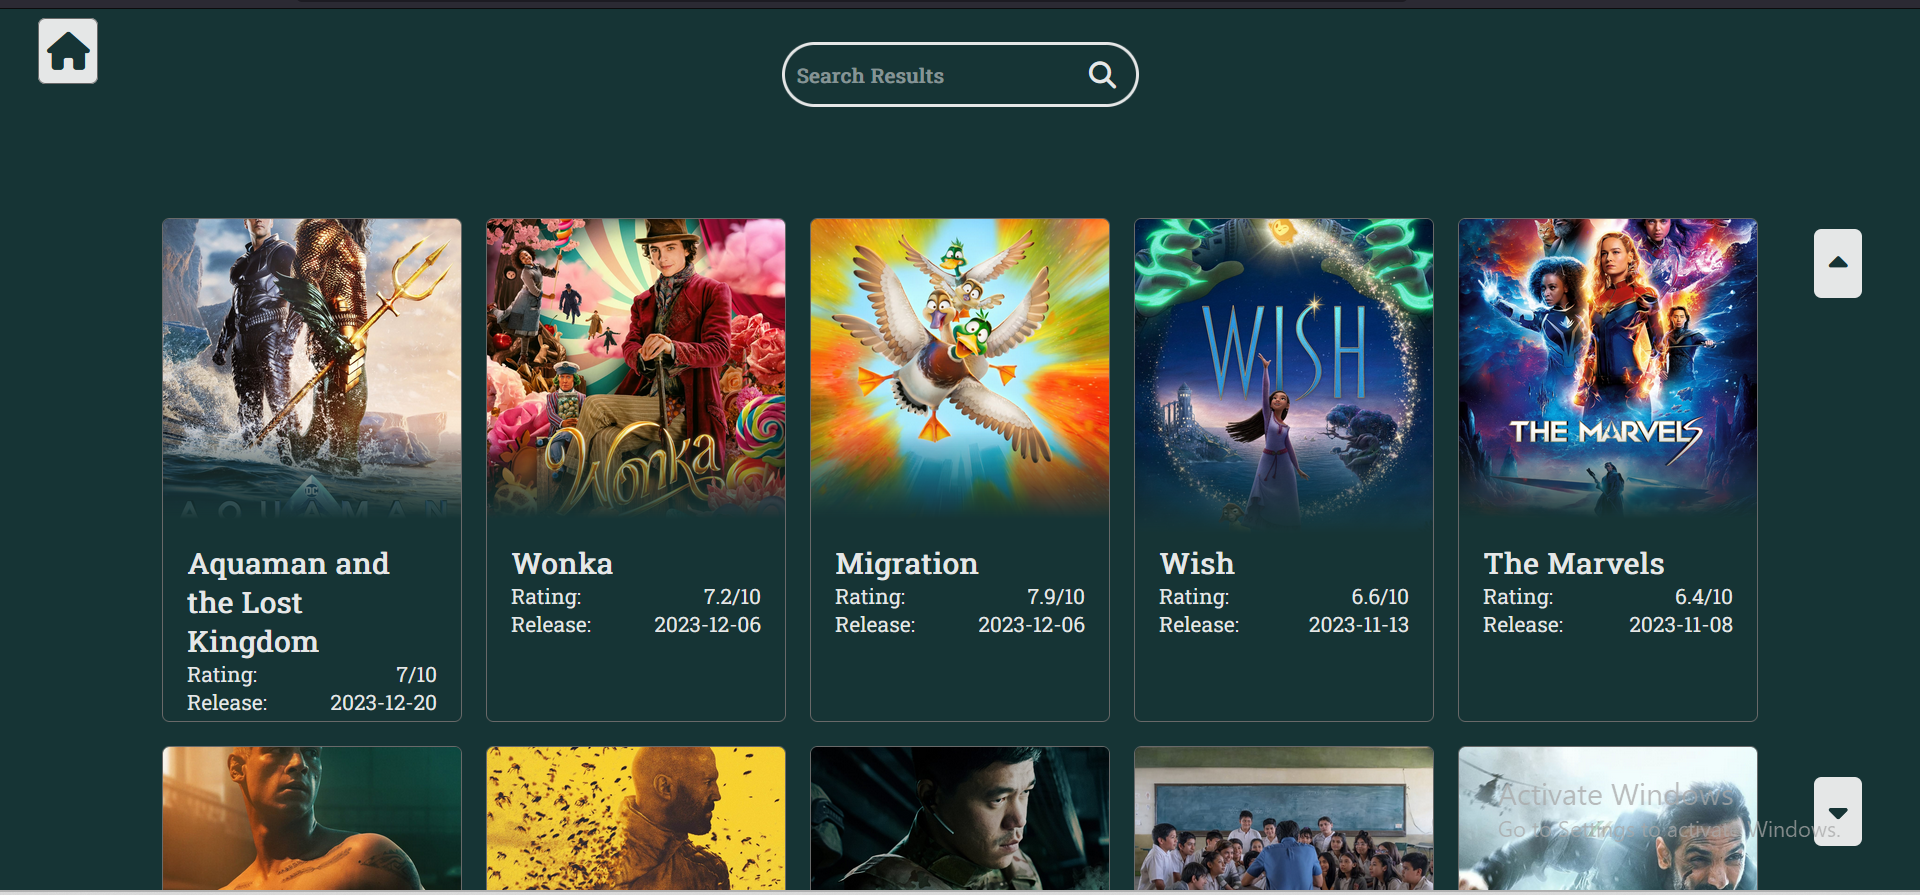 Search Results
DC
AQUAMAN
Wonka
WISH
THE MARVELS
Aquaman and
the Lost
Kingdom
Rating: 7/10
Release: 2023-12-20
Wonka
Rating: 7.2/10
Release: 2023-12-06
Migration
Rating: 7.9/10
Release: 2023-12-06
Wish
Rating: 6.6/10
Release: 2023-11-13
The Marvels
Rating: 6.4/10
Release: 2023-11-08
Activate Windows
Go to Settings to activate Windows.